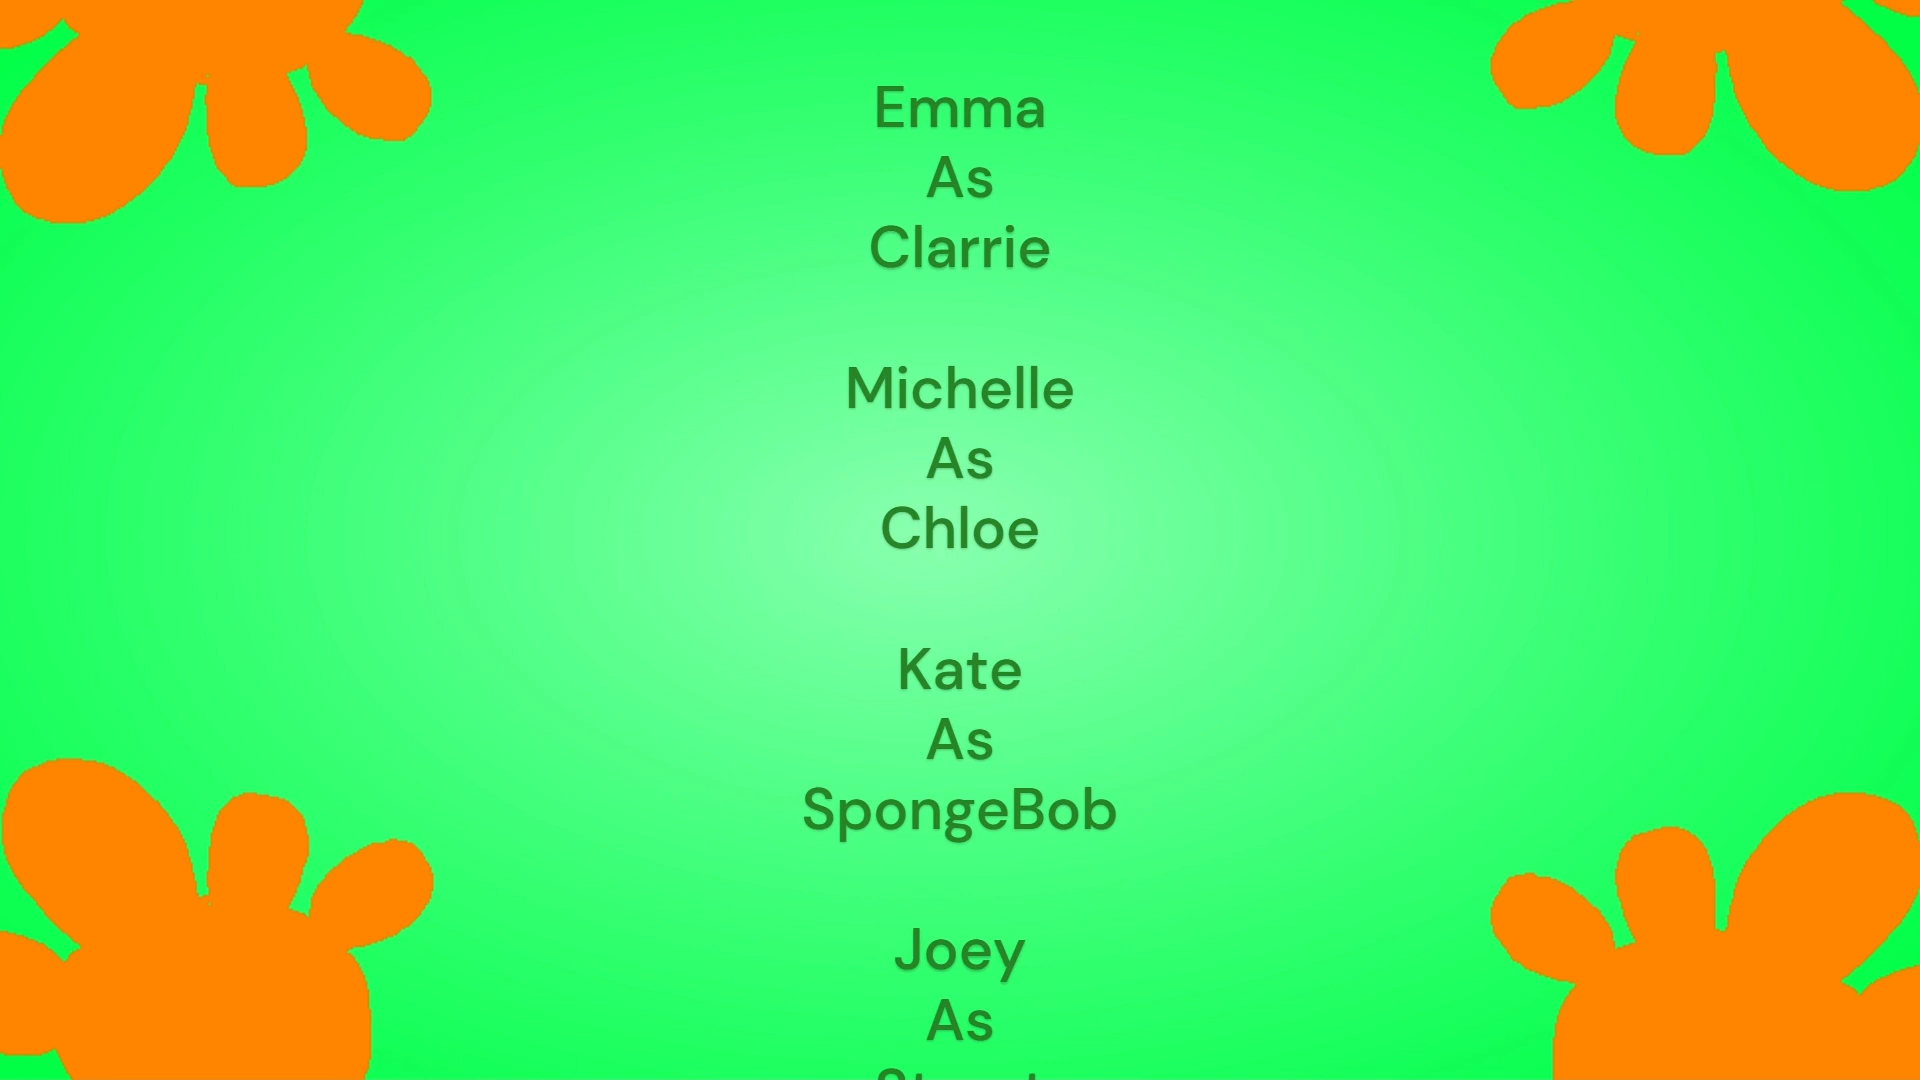 Emma
As
Clarrie
Michelle
As
Chloe
Kate
As
SpongeBob
Joey
As